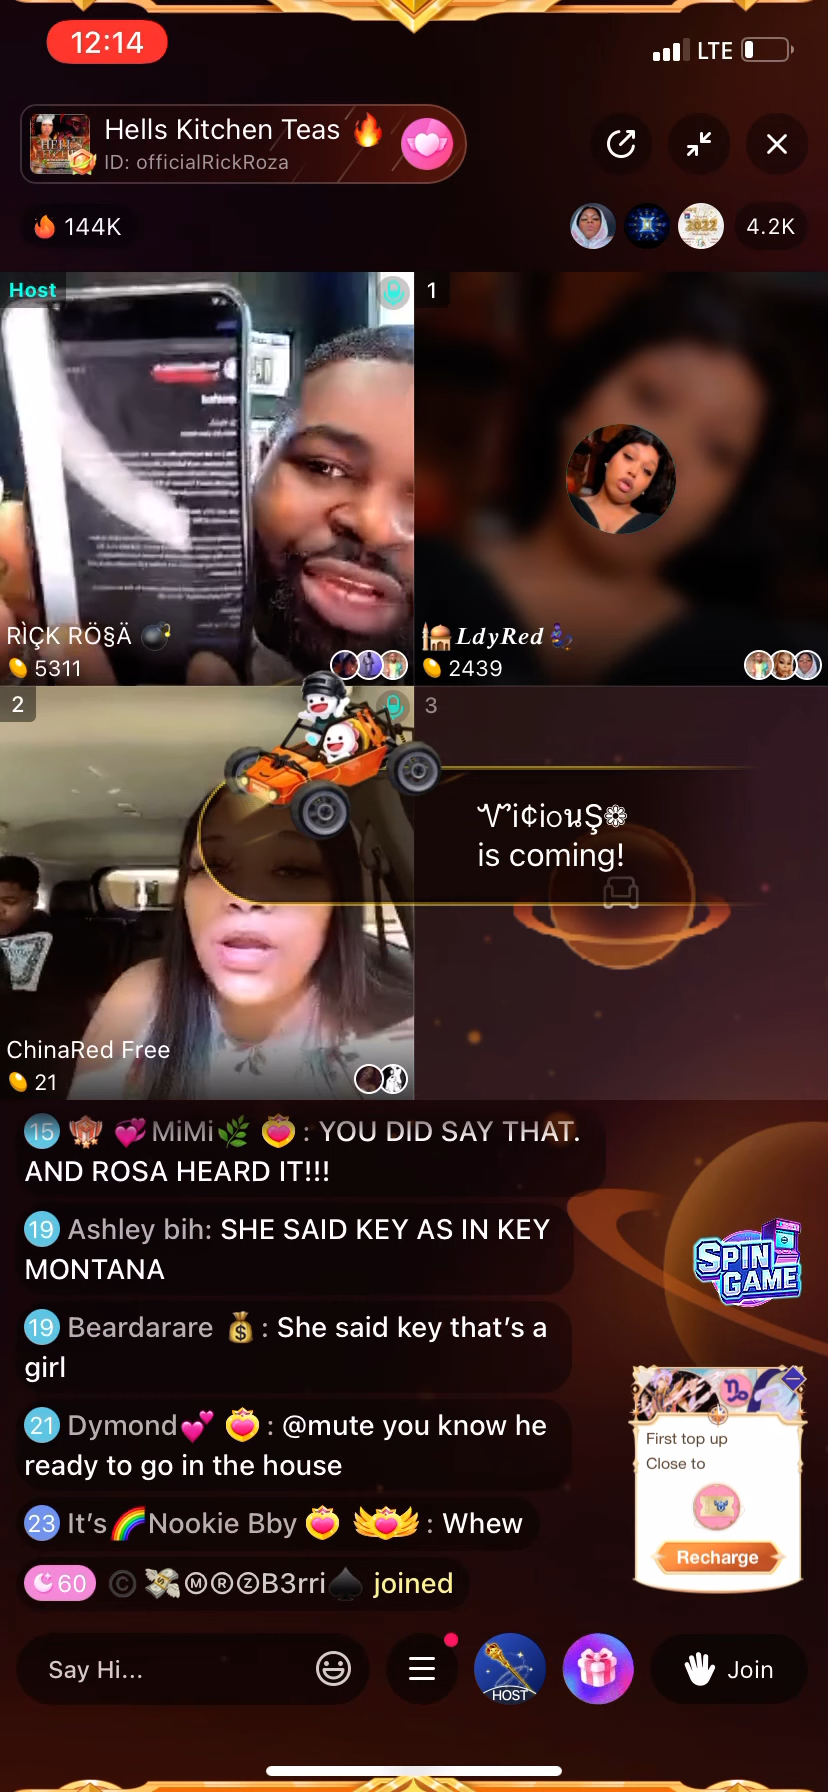 12:14
LTE
Hells Kitchen Teas 🔥
ID: officialRickRoza
144K
4.2K
Host
1
RÌÇK RÖ§Ä 💣
5311
LdyRed
2439
2
3
is coming!
ChinaRed Free
21
15 💞MiMi🌿 : YOU DID SAY THAT.
AND ROSA HEARD IT!!!
19 Ashley bih: SHE SAID KEY AS IN KEY
MONTANA
19 Beardarare 💰 : She said key that's a
girl
21 Dymond💕 : @mute you know he
ready to go in the house
23 It's🌈Nookie Bby : Whew
60 © 💸ⓂⓇⓏB3rri♠️ joined
SPIN
GAME
First top up
Close to
Recharge
Say Hi...
HOST
Join